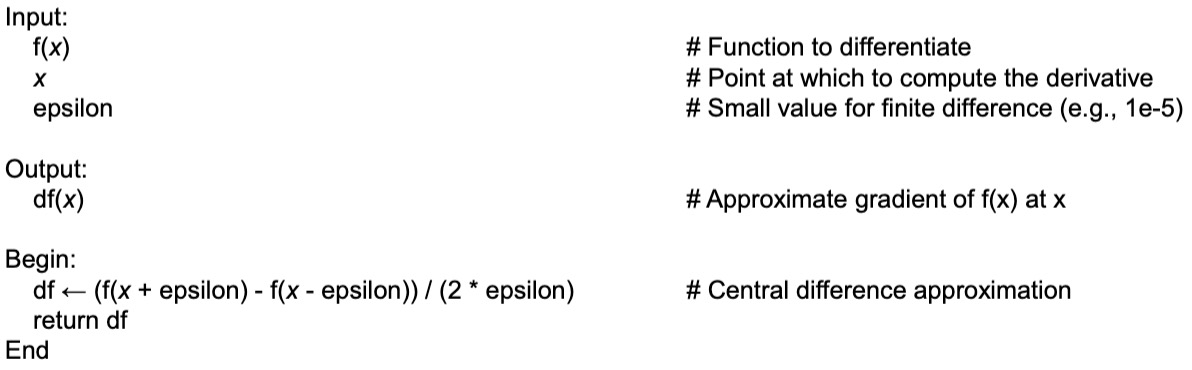 Input:
f(x) # Function to differentiate
x # Point at which to compute the derivative
epsilon # Small value for finite difference (e.g., 1e-5)
Output:
df(x) # Approximate gradient of f(x) at x
Begin:
df ← (f(x + epsilon) - f(x - epsilon)) / (2 * epsilon) # Central difference approximation
return df
End